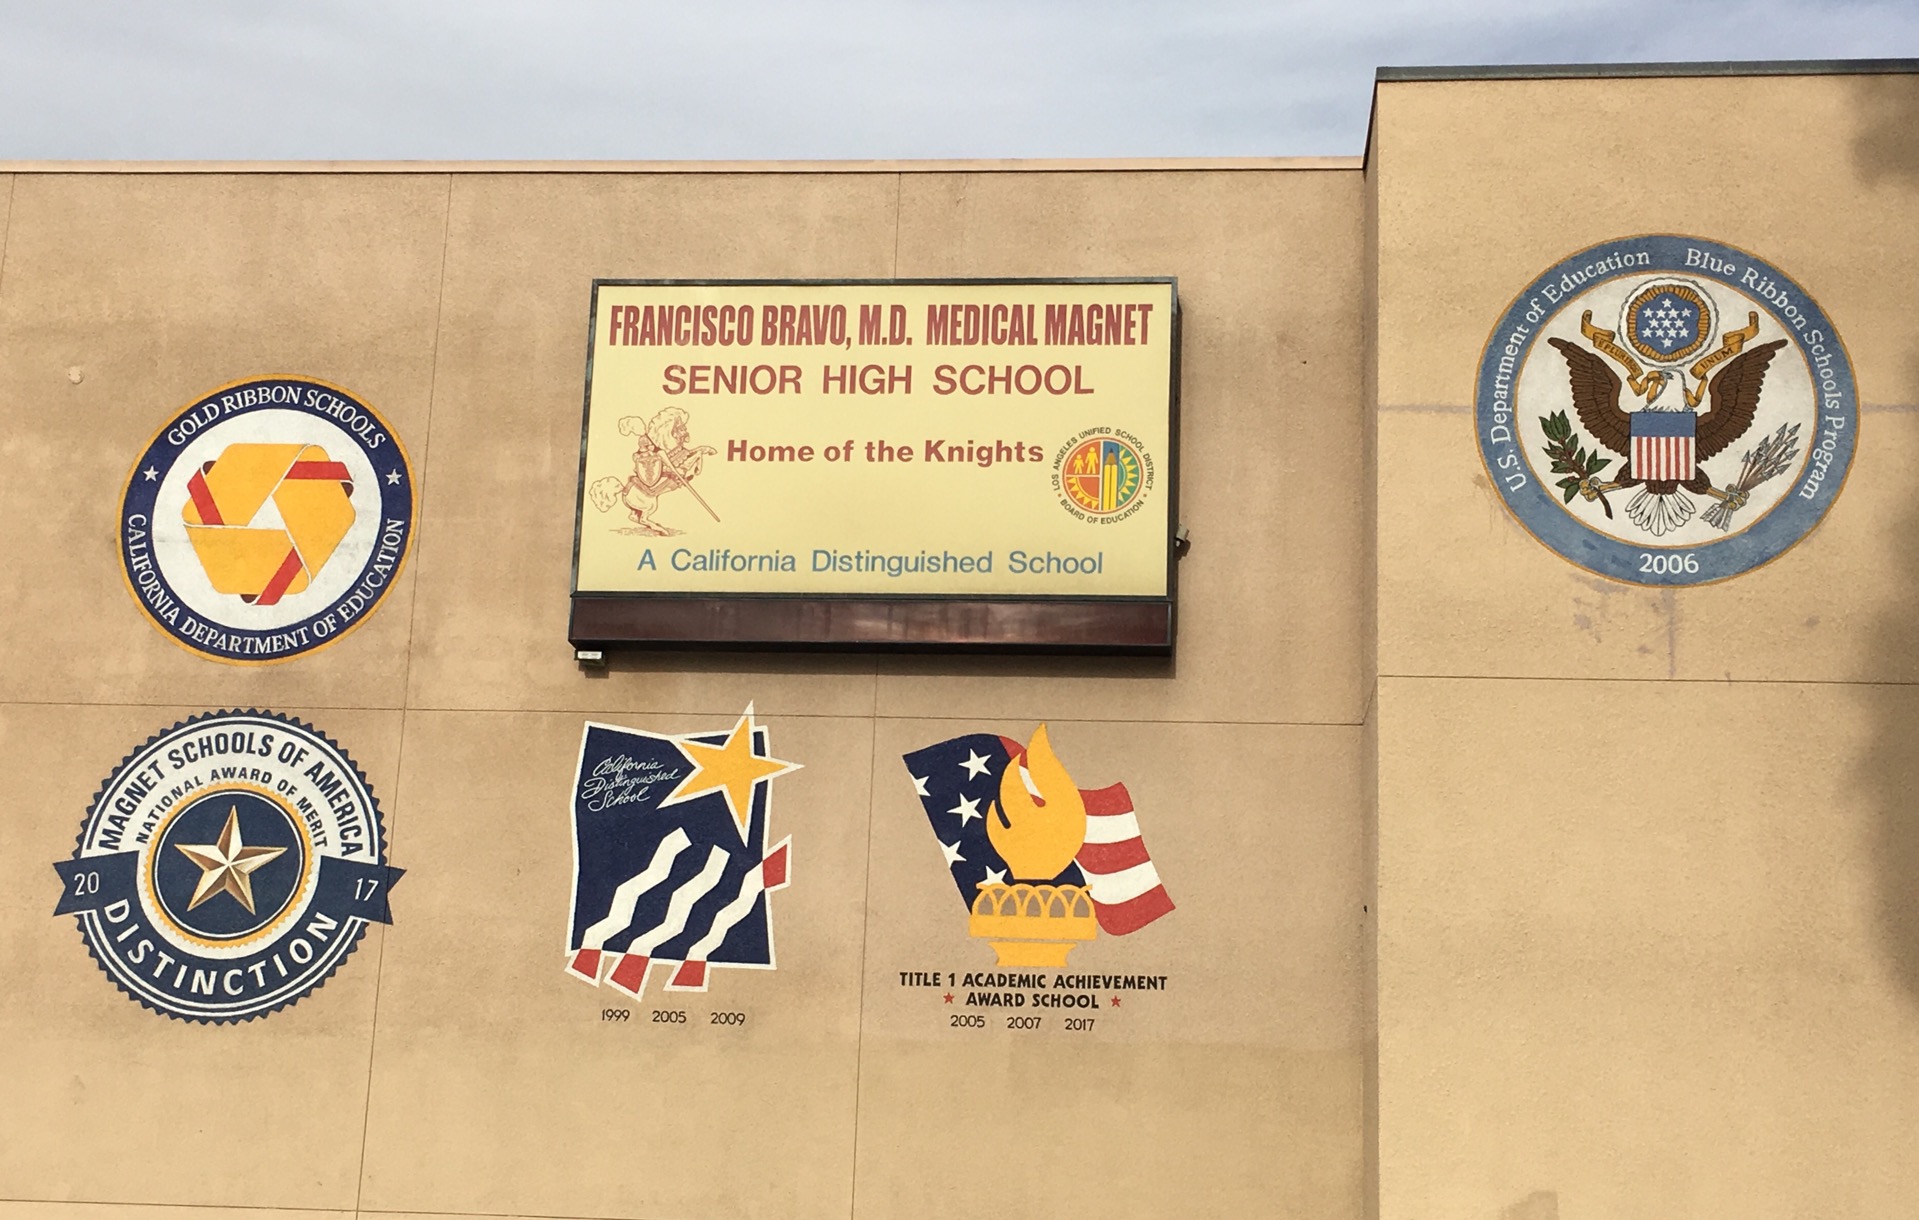 FRANCISCO BRAVO, M.D. MEDICAL MAGNET
SENIOR HIGH SCHOOL
Home of the Knights
LOS ANGELES UNIFIED SCHOOL DISTRICT
BOARD OF EDUCATION
A California Distinguished School
GOLD RIBBON SCHOOLS
CALIFORNIA DEPARTMENT OF EDUCATION
U.S. Department of Education Blue Ribbon Schools Program
E PLURIBUS UNUM
2006
MAGNET SCHOOLS OF AMERICA
NATIONAL AWARD OF MERIT
20 17
DISTINCTION
California
Distinguished
School
1999 2005 2009
TITLE 1 ACADEMIC ACHIEVEMENT
AWARD SCHOOL
2005 2007 2017